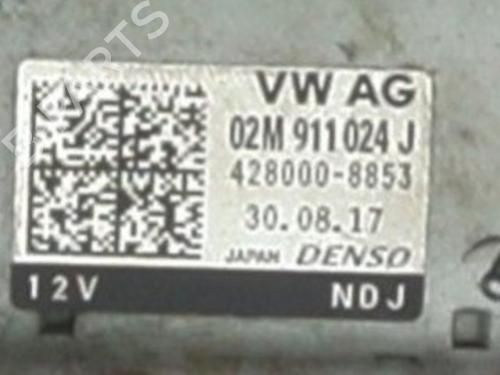 VW AG
02M 911 024 J
428000-8853
30.08.17
JAPAN DENSO
12V NDJ